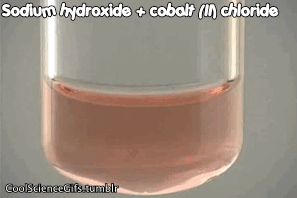 Sodium hydroxide + cobalt (II) chloride
CoolScienceGifs.tumblr